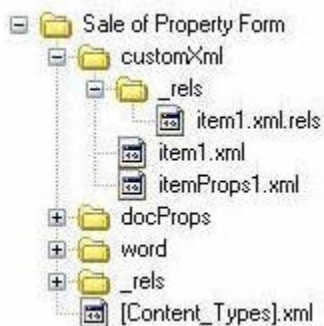 Sale of Property Form
customXml
_rels
item1.xml.rels
item1.xml
itemProps1.xml
docProps
word
_rels
[Content_Types].xml